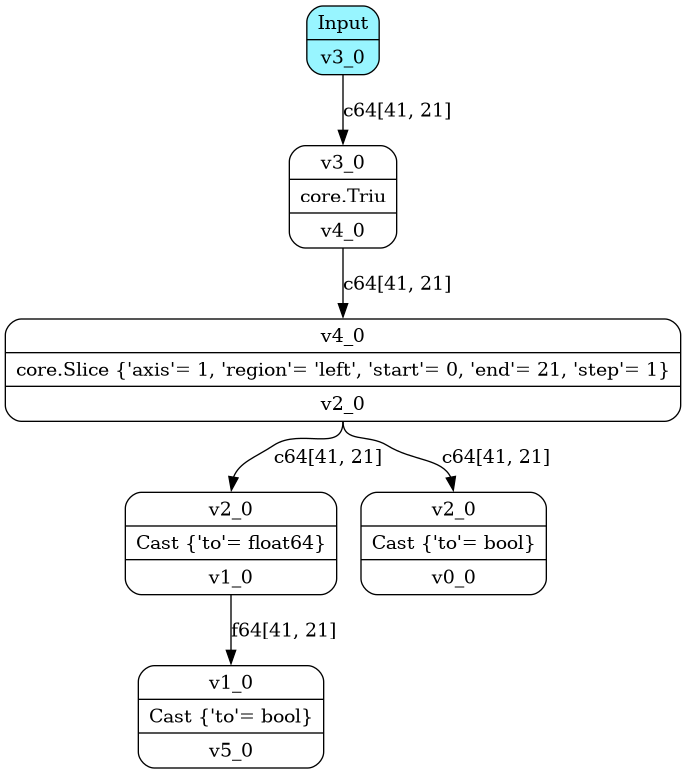 Input
v3_0
c64[41, 21]
v3_0
core.Triu
v4_0
c64[41, 21]
v4_0
core.Slice {'axis'= 1, 'region'= 'left', 'start'= 0, 'end'= 21, 'step'= 1}
v2_0
c64[41, 21]
c64[41, 21]
v2_0
Cast {'to'= float64}
v1_0
v2_0
Cast {'to'= bool}
v0_0
f64[41, 21]
v1_0
Cast {'to'= bool}
v5_0